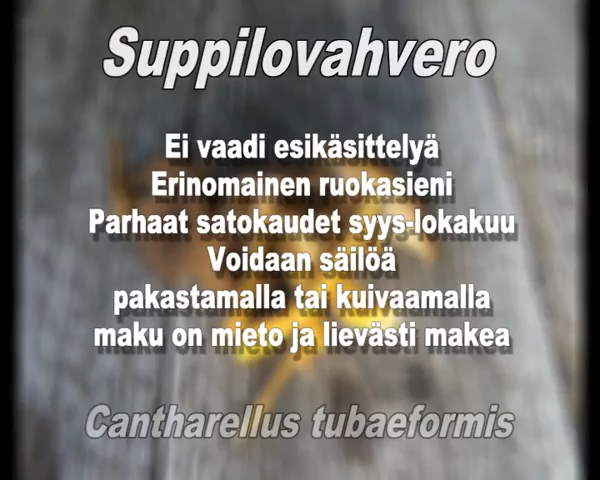 Suppilovahvero
Ei vaadi esikäsittelyä
Erinomainen ruokasieni
Parhaat satokaudet syys-lokakuu
Voidaan säilöä
pakastamalla tai kuivaamalla
maku on mieto ja lievästi makea
Cantharellus tubaeformis